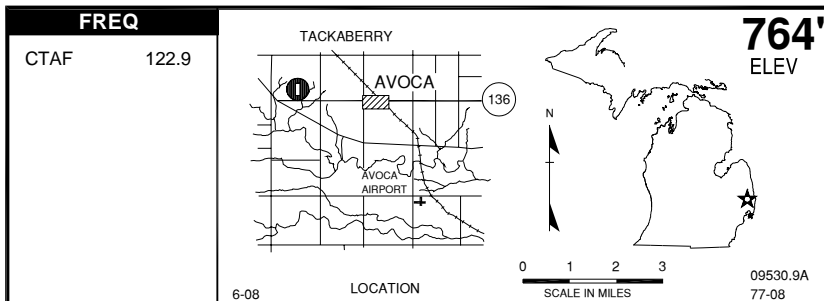 FREQ
CTAF 122.9
TACKABERRY
AVOCA
136
AVOCA
AIRPORT
6-08
LOCATION
764'
ELEV
N
0 1 2 3
SCALE IN MILES
09530.9A
77-08